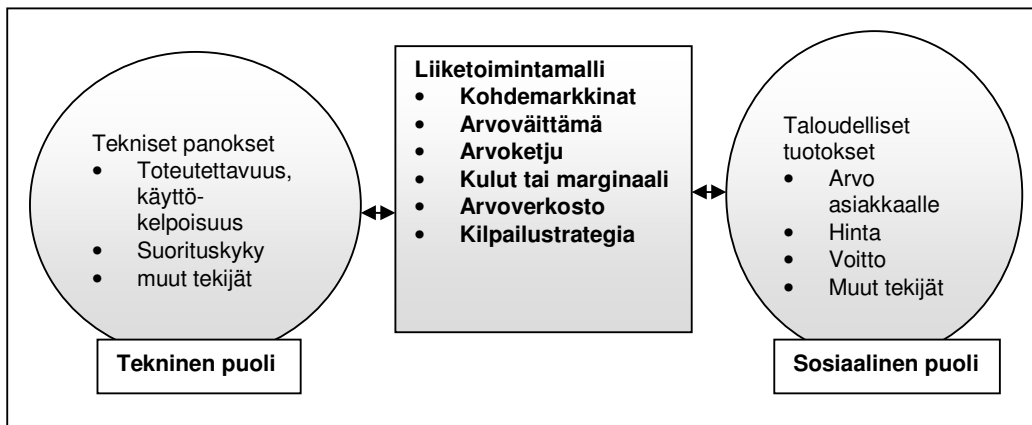 Tekniset panokset
• Toteutettavuus,
käyttö-
kelpoisuus
• Suorituskyky
• muut tekijät
Tekninen puoli
Liiketoimintamalli
• Kohdemarkkinat
• Arvoväittämä
• Arvoketju
• Kulut tai marginaali
• Arvoverkosto
• Kilpailustrategia
Taloudelliset
tuotokset
• Arvo
asiakkaalle
• Hinta
• Voitto
• Muut tekijät
Sosiaalinen puoli